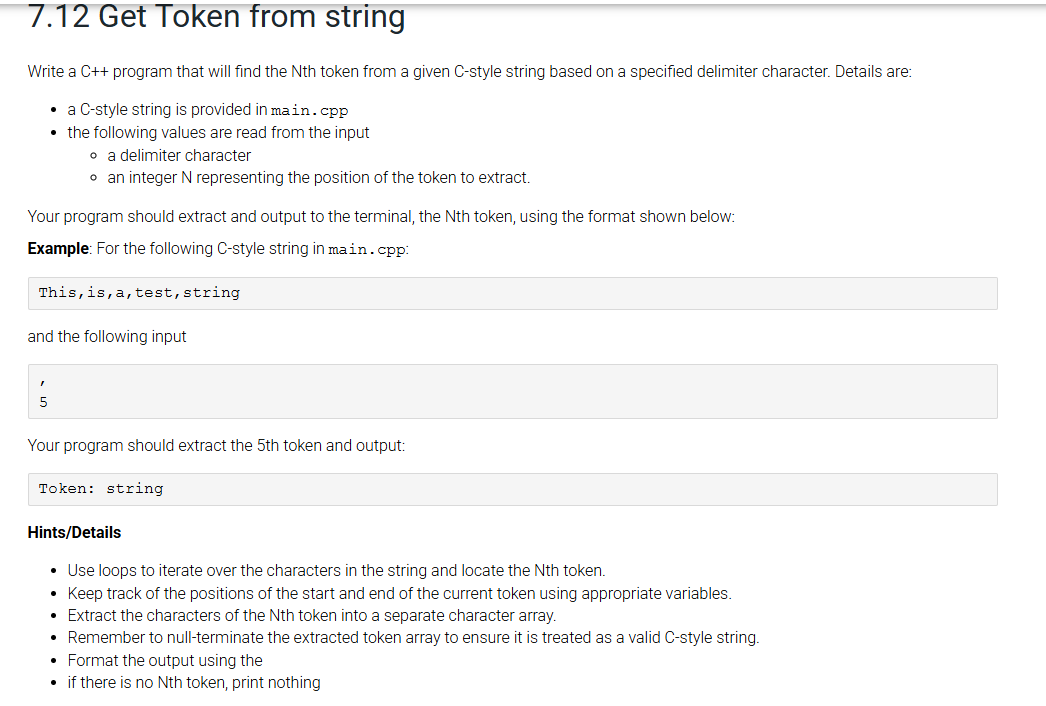 7.12 Get Token from string
Write a C++ program that will find the Nth token from a given C-style string based on a specified delimiter character. Details are:
• a C-style string is provided in main.cpp
• the following values are read from the input
◦ a delimiter character
◦ an integer N representing the position of the token to extract.
Your program should extract and output to the terminal, the Nth token, using the format shown below:
Example: For the following C-style string in main.cpp:
This,is,a,test,string
and the following input
,
5
Your program should extract the 5th token and output:
Token: string
Hints/Details
• Use loops to iterate over the characters in the string and locate the Nth token.
• Keep track of the positions of the start and end of the current token using appropriate variables.
• Extract the characters of the Nth token into a separate character array.
• Remember to null-terminate the extracted token array to ensure it is treated as a valid C-style string.
• Format the output using the
• if there is no Nth token, print nothing